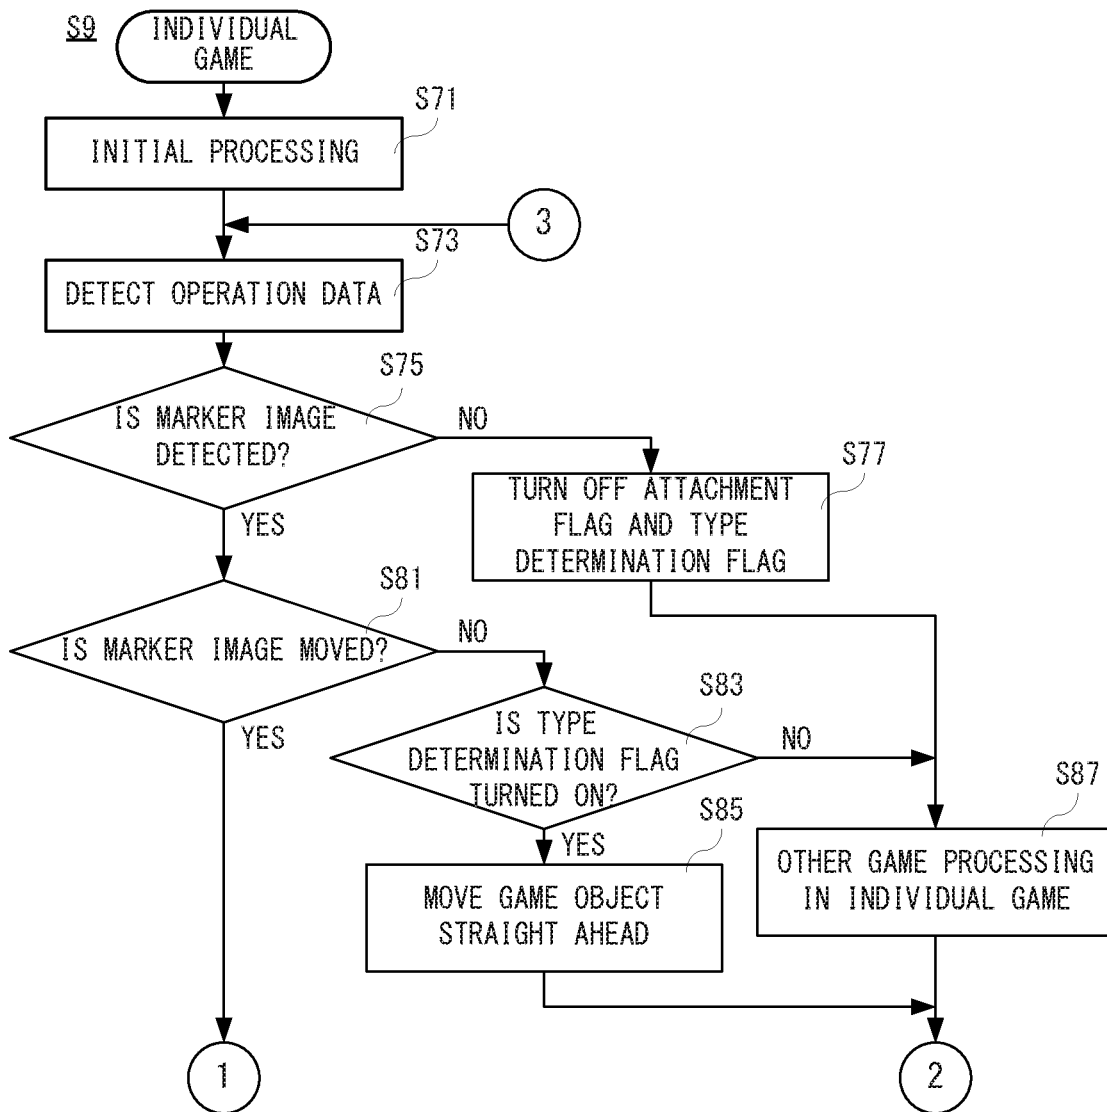 S9
INDIVIDUAL
GAME
S71
INITIAL PROCESSING
3
S73
DETECT OPERATION DATA
S75
IS MARKER IMAGE
DETECTED?
NO
YES
S77
TURN OFF ATTACHMENT
FLAG AND TYPE
DETERMINATION FLAG
S81
IS MARKER IMAGE MOVED?
NO
YES
S83
IS TYPE
DETERMINATION FLAG
TURNED ON?
NO
YES
S85
MOVE GAME OBJECT
STRAIGHT AHEAD
S87
OTHER GAME PROCESSING
IN INDIVIDUAL GAME
1
2